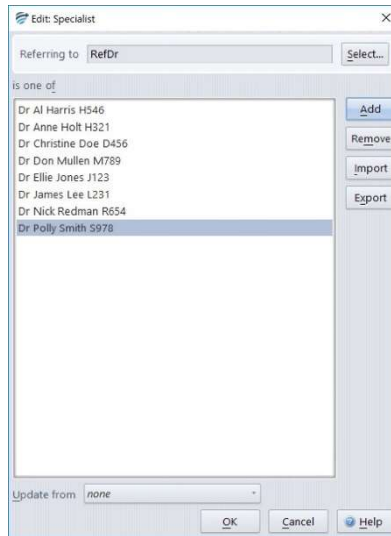 Edit: Specialist
Referring to RefDr Select...
is one of
Dr Al Harris H546
Dr Anne Holt H321
Dr Christine Doe D456
Dr Don Mullen M789
Dr Ellie Jones J123
Dr James Lee L231
Dr Nick Redman R654
Dr Polly Smith S978
Add
Remove
Import
Export
Update from none
OK Cancel Help